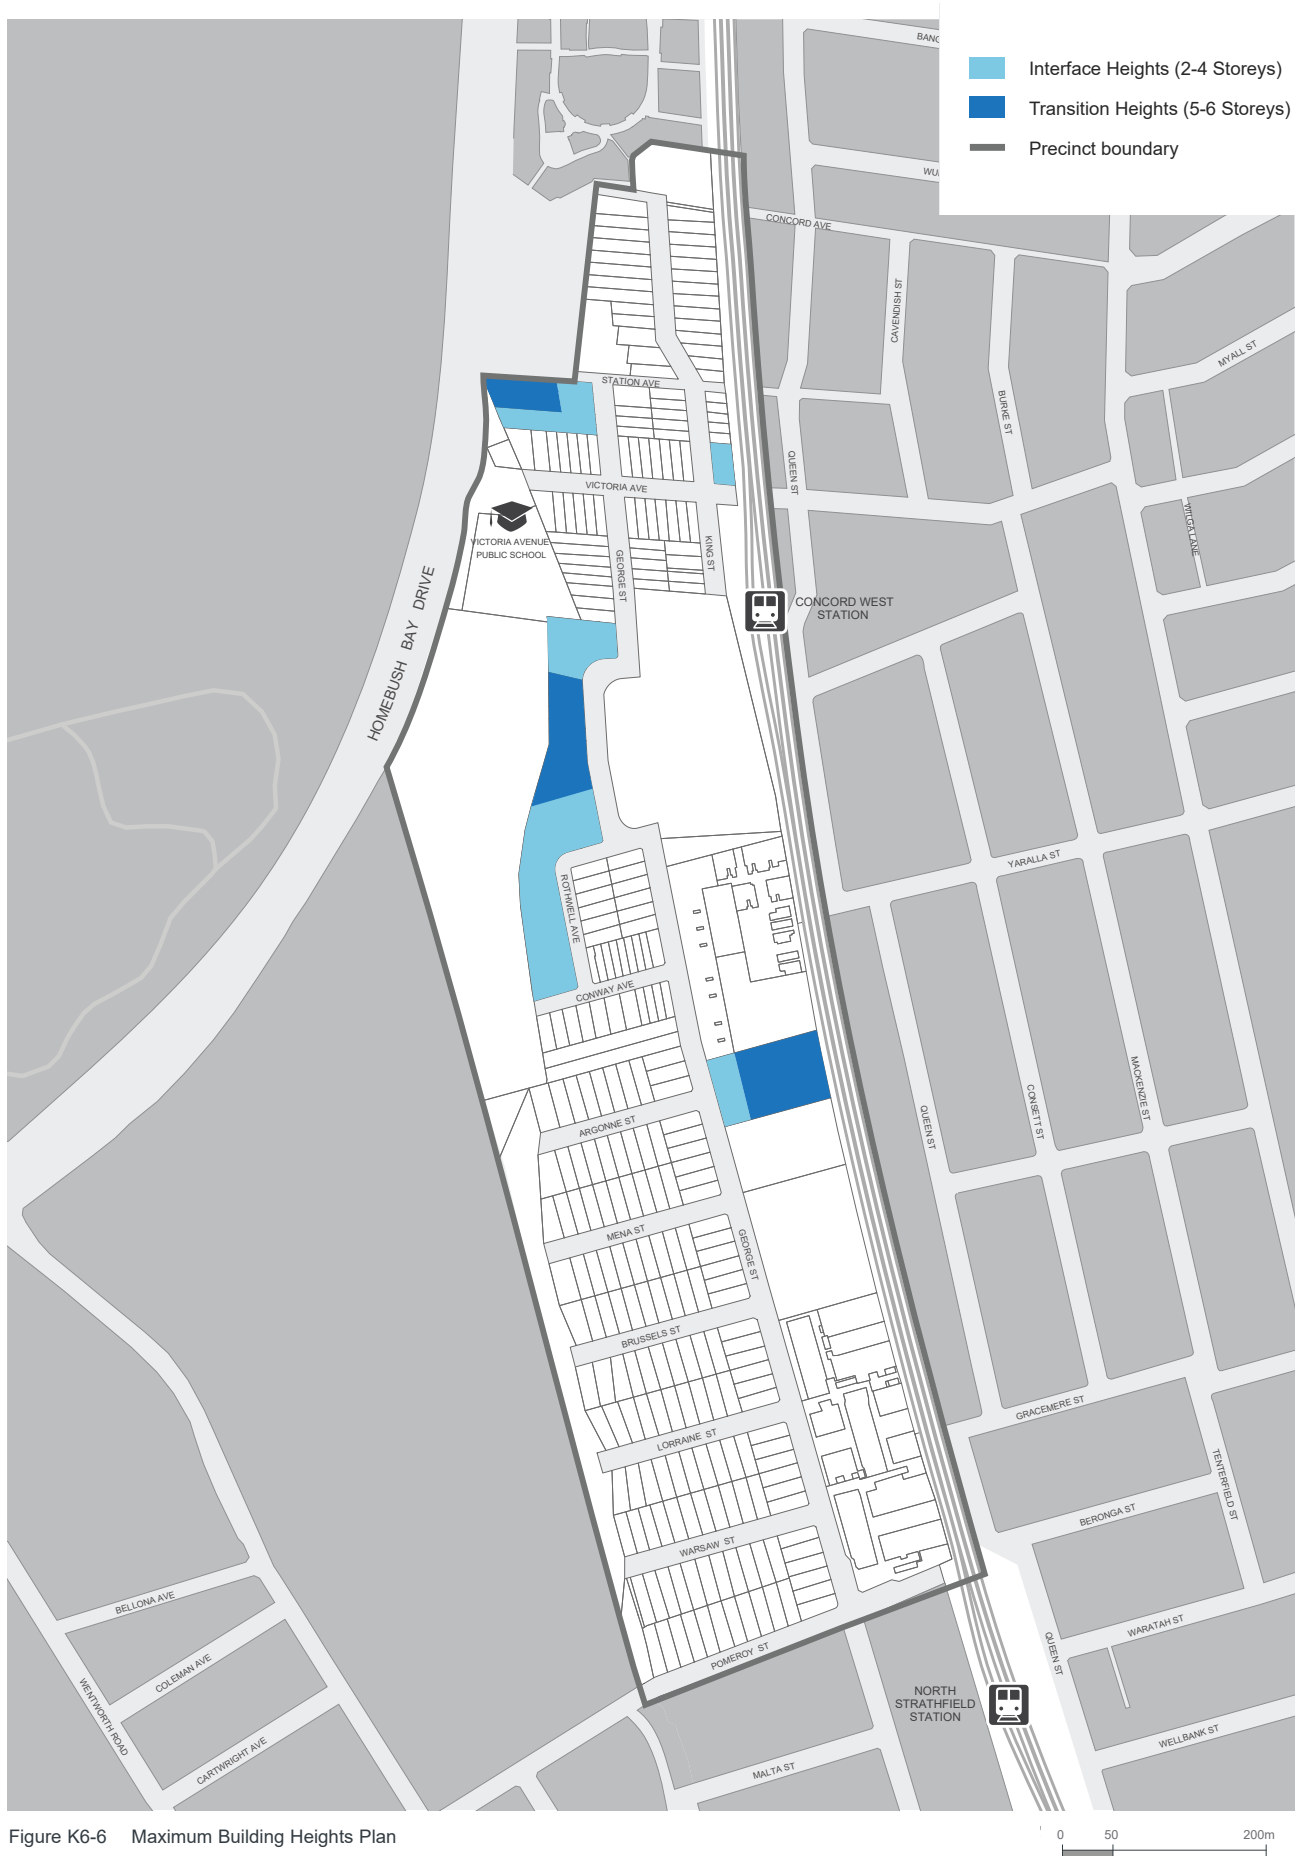 BANG
Interface Heights (2-4 Storeys)
Transition Heights (5-6 Storeys)
Precinct boundary
WU
CONCORD AVE
CAVENDISH ST
MYALL ST
STATION AVE
BURKE ST
QUEEN ST
VICTORIA AVE
WILGA LANE
VICTORIA AVENUE
PUBLIC SCHOOL
GEORGE ST
KING ST
HOMEBUSH BAY DRIVE
CONCORD WEST
STATION
YARALLA ST
ROTHWELL AVE
CONWAY AVE
ARGONNE ST
QUEEN ST
CONSETT ST
MACKENZIE ST
MENA ST
GEORGE ST
BRUSSELS ST
GRACEMERE ST
LORRAINE ST
TENTERFIELD ST
BERONGA ST
WARSAW ST
BELLONA AVE
WARATAH ST
POMEROY ST
QUEEN ST
COLEMAN AVE
WENTWORTH ROAD
NORTH
STRATHFIELD
STATION
WELLBANK ST
CARTWRIGHT AVE
MALTA ST
Figure K6-6 Maximum Building Heights Plan
0 50 200m